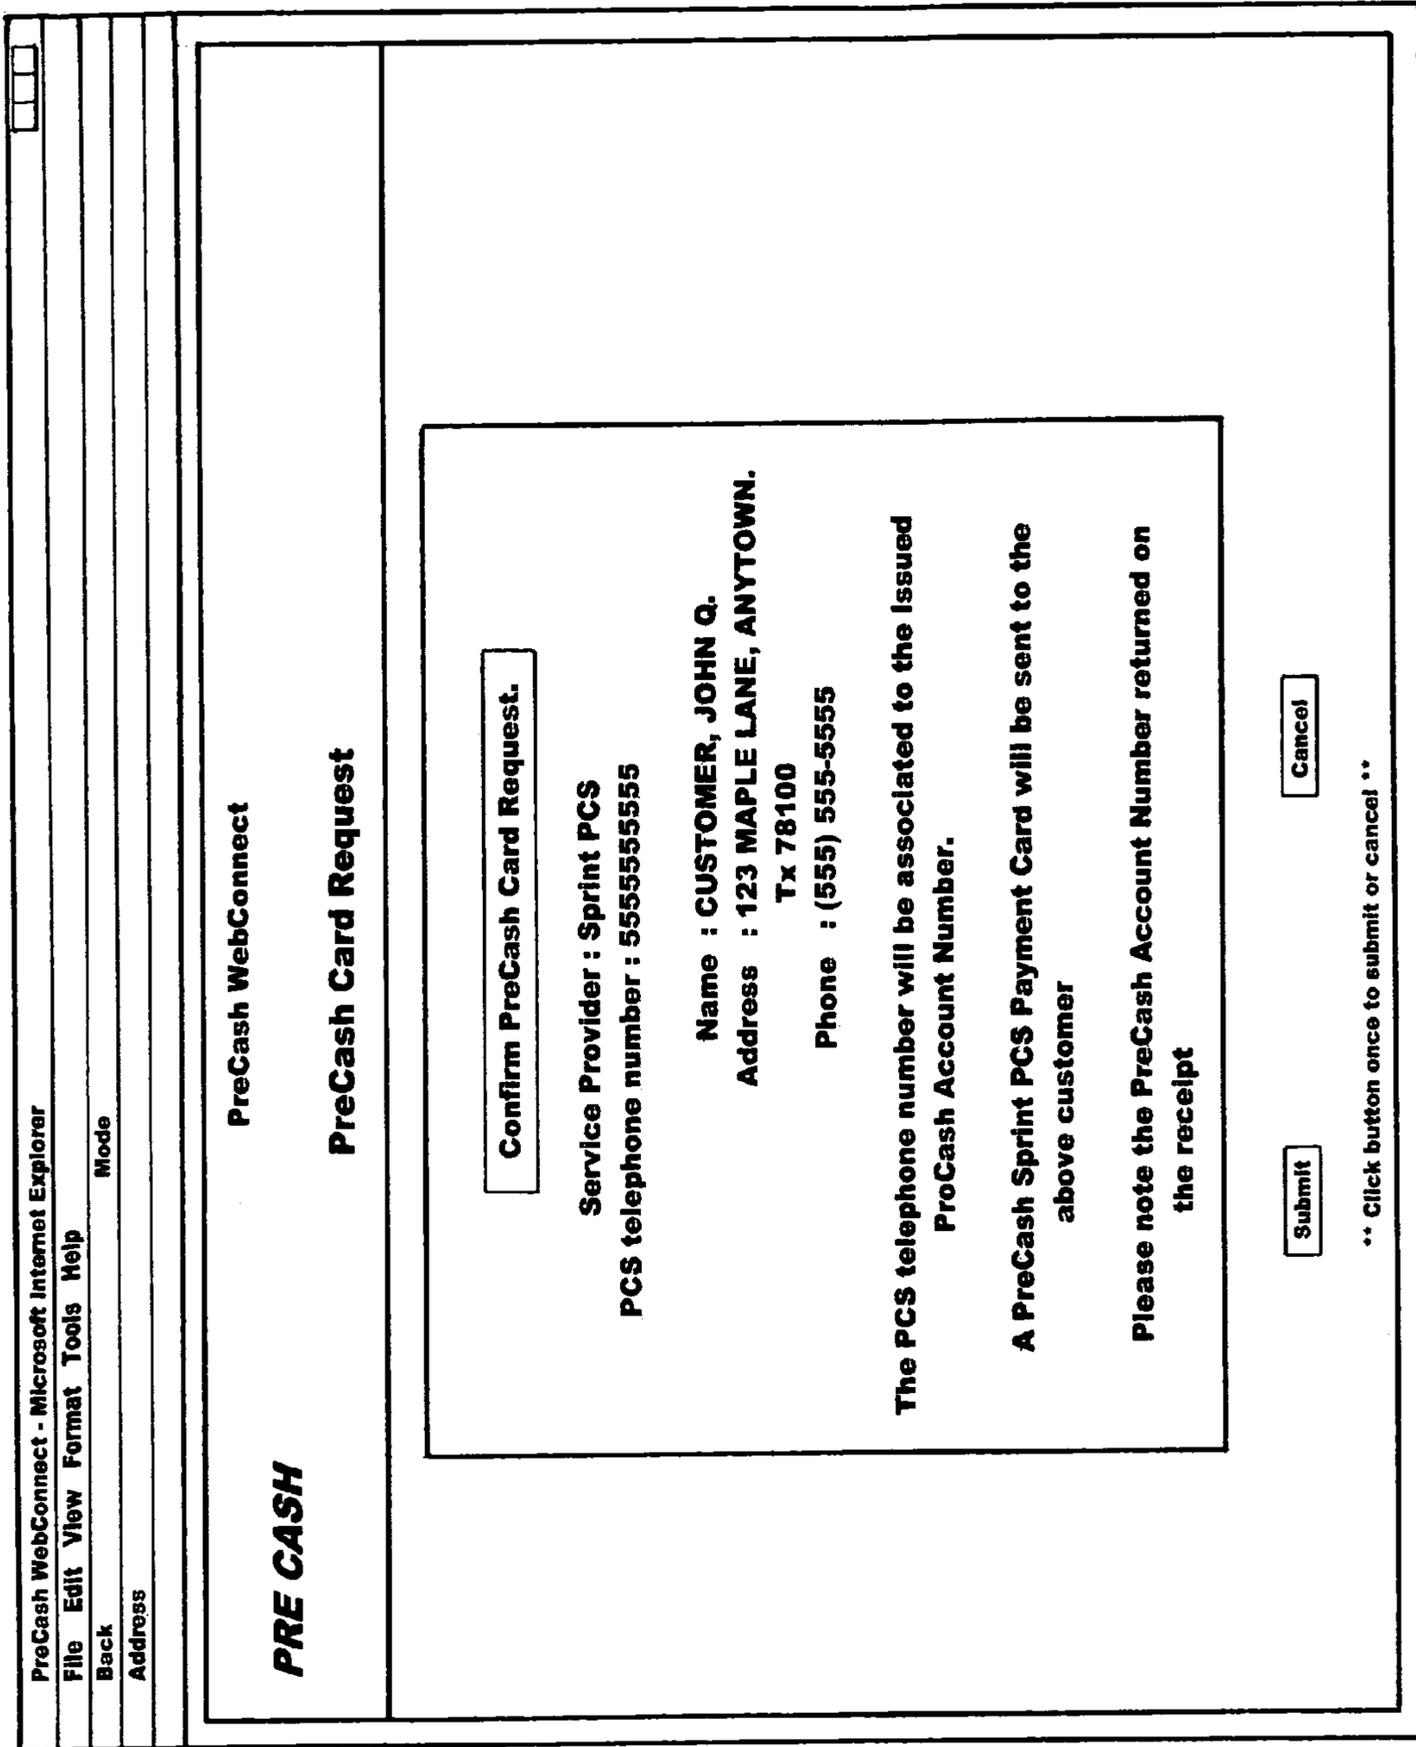 PreCash WebConnect - Microsoft Internet Explorer
File Edit View Format Tools Help
Back Mode
Address
PreCash WebConnect
PRE CASH
PreCash Card Request
Confirm PreCash Card Request.
Service Provider : Sprint PCS
PCS telephone number : 5555555555
Name : CUSTOMER, JOHN Q.
Address : 123 MAPLE LANE, ANYTOWN.
Tx 78100
Phone : (555) 555-5555
The PCS telephone number will be associated to the Issued
ProCash Account Number.
A PreCash Sprint PCS Payment Card will be sent to the
above customer
Please note the PreCash Account Number returned on
the receipt
Submit Cancel
** Click button once to submit or cancel **